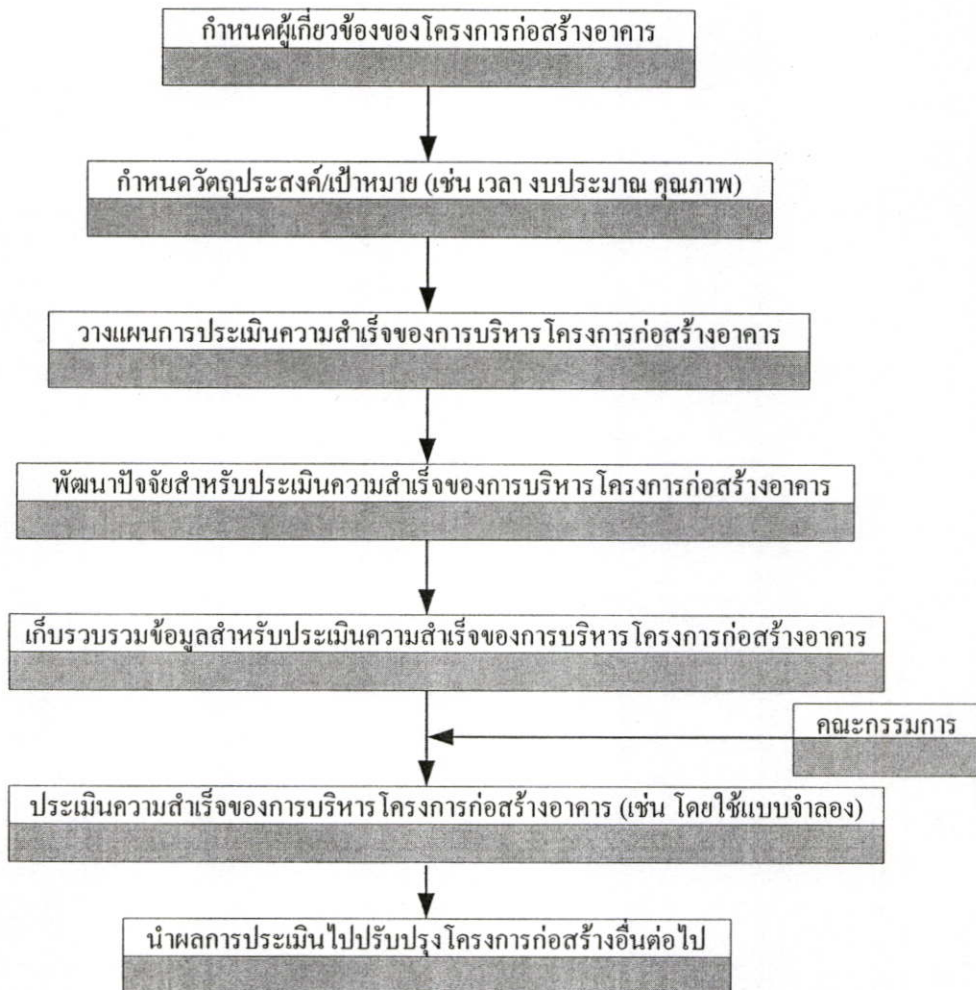 กำหนดผู้เกี่ยวข้องของโครงการก่อสร้างอาคาร
กำหนดวัตถุประสงค์/เป้าหมาย (เช่น เวลา งบประมาณ คุณภาพ)
วางแผนการประเมินความสำเร็จของการบริหารโครงการก่อสร้างอาคาร
พัฒนาปัจจัยสำหรับประเมินความสำเร็จของการบริหารโครงการก่อสร้างอาคาร
เก็บรวบรวมข้อมูลสำหรับประเมินความสำเร็จของการบริหารโครงการก่อสร้างอาคาร
คณะกรรมการ
ประเมินความสำเร็จของการบริหารโครงการก่อสร้างอาคาร (เช่น โดยใช้แบบจำลอง)
นำผลการประเมินไปปรับปรุงโครงการก่อสร้างอื่นต่อไป